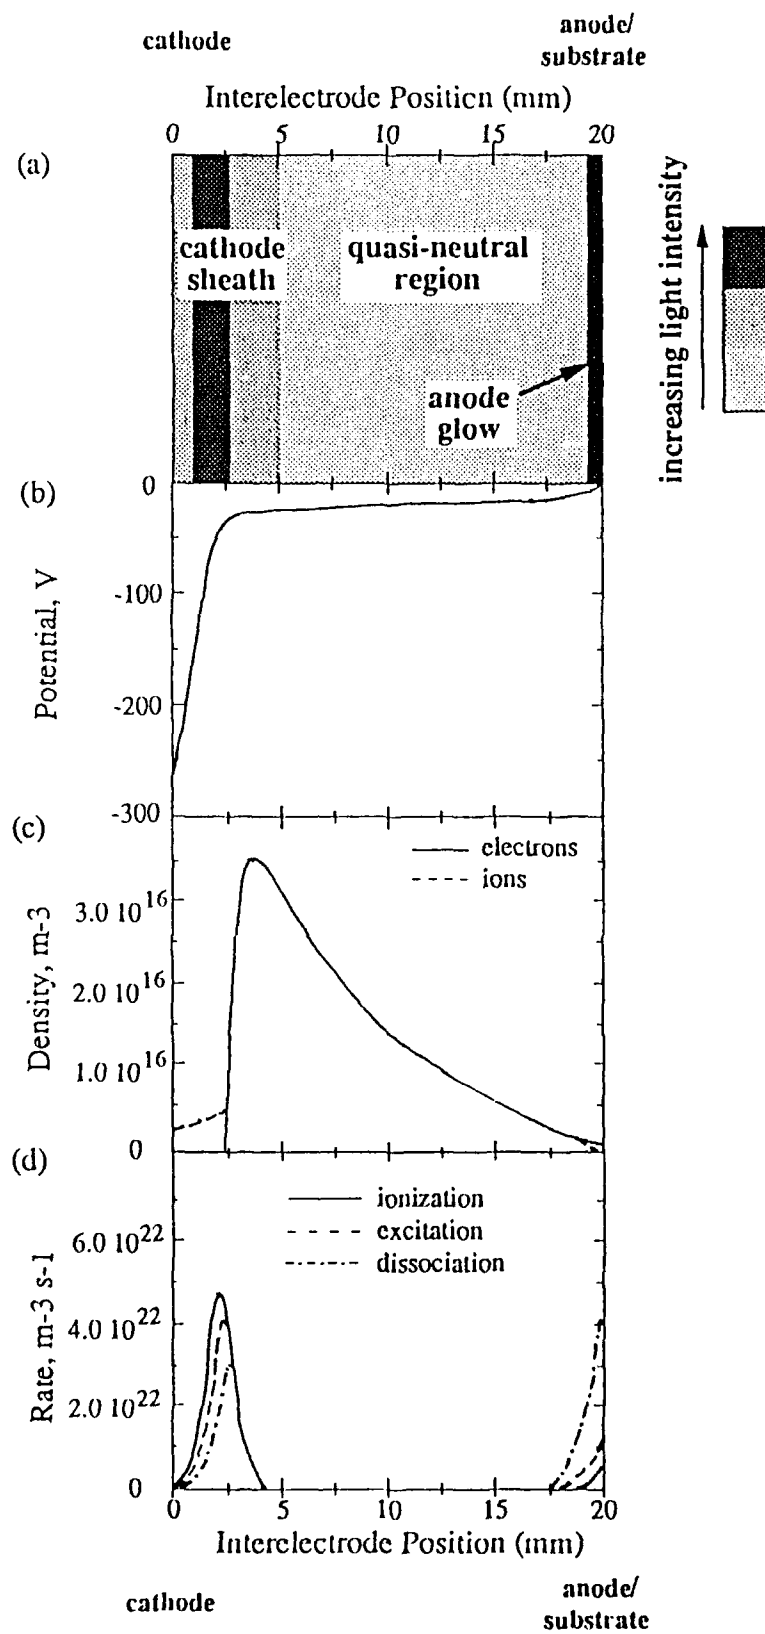 cathode
anode/
substrate
Interelectrode Position (mm)
0 5 10 15 20
(a)
cathode
sheath
quasi-neutral
region
anode
glow
increasing light intensity
(b)
0
-100
-200
-300
Potential, V
(c)
electrons
ions
3.0 10^16
2.0 10^16
1.0 10^16
0
Density, m-3
(d)
ionization
excitation
dissociation
6.0 10^22
4.0 10^22
2.0 10^22
0
Rate, m-3 s-1
0 5 10 15 20
Interelectrode Position (mm)
cathode
anode/
substrate